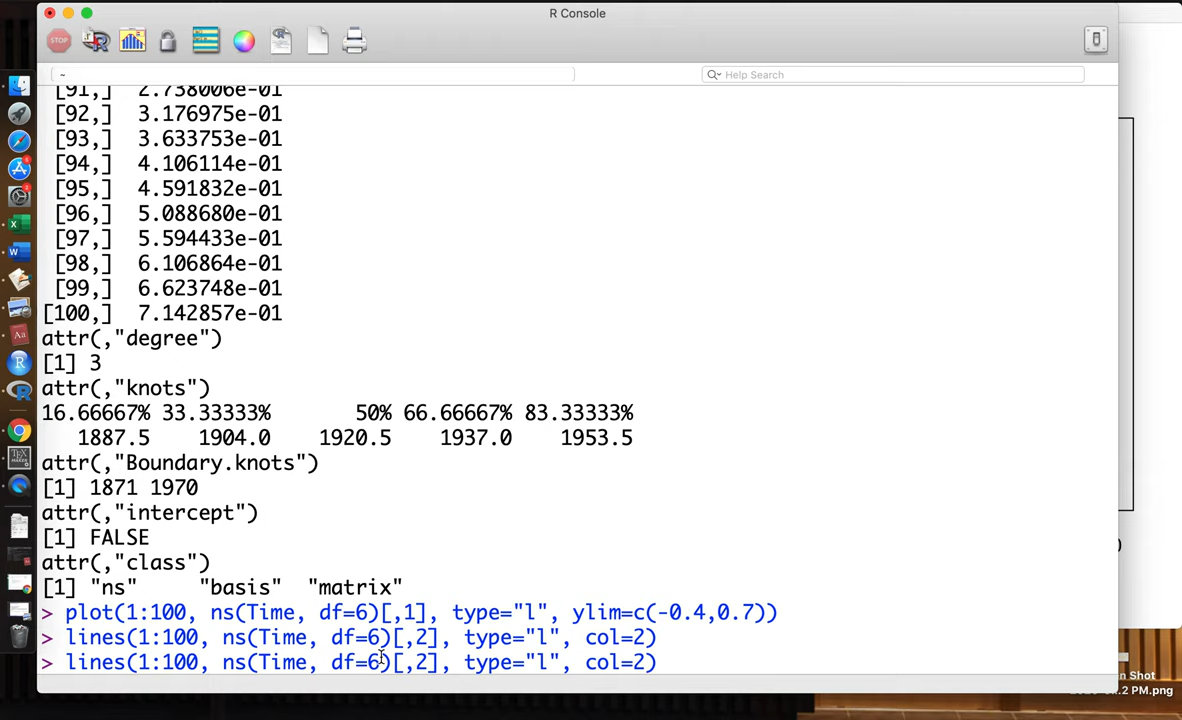 R Console
STOP
~
Help Search
[91,]  2.738006e-01
[92,]  3.176975e-01
[93,]  3.633753e-01
[94,]  4.106114e-01
[95,]  4.591832e-01
[96,]  5.088680e-01
[97,]  5.594433e-01
[98,]  6.106864e-01
[99,]  6.623748e-01
[100,]  7.142857e-01
attr(,"degree")
[1] 3
attr(,"knots")
16.66667% 33.33333%       50% 66.66667% 83.33333%
   1887.5    1904.0    1920.5    1937.0    1953.5
attr(,"Boundary.knots")
[1] 1871 1970
attr(,"intercept")
[1] FALSE
attr(,"class")
[1] "ns"     "basis"  "matrix"
> plot(1:100, ns(Time, df=6)[,1], type="l", ylim=c(-0.4,0.7))
> lines(1:100, ns(Time, df=6)[,2], type="l", col=2)
> lines(1:100, ns(Time, df=6)[,2], type="l", col=2)
Shot
PM.png